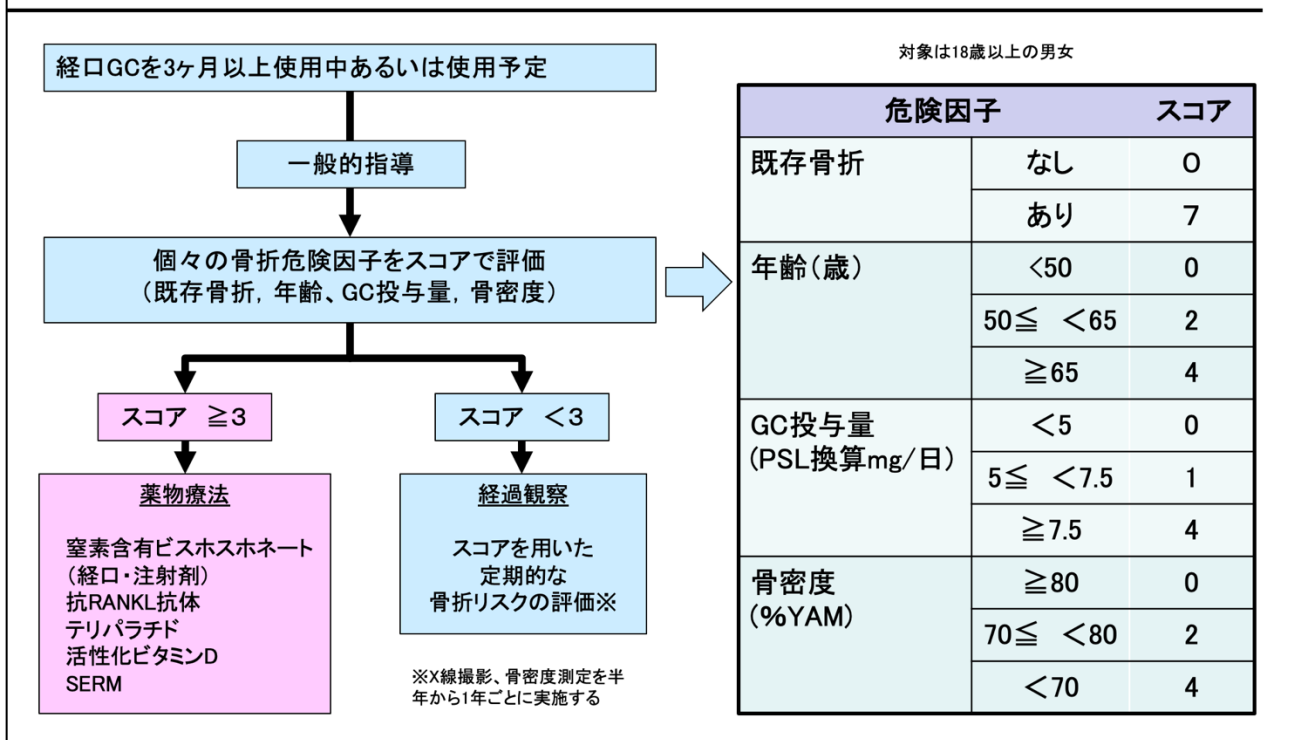 経口GCを3ヶ月以上使用中あるいは使用予定
一般的指導
個々の骨折危険因子をスコアで評価
（既存骨折, 年齢、GC投与量, 骨密度）
スコア ≧3
スコア ＜3
薬物療法
窒素含有ビスホスホネート
（経口・注射剤）
抗RANKL抗体
テリパラチド
活性化ビタミンD
SERM
経過観察
スコアを用いた
定期的な
骨折リスクの評価※
※X線撮影、骨密度測定を半
年から1年ごとに実施する
対象は18歳以上の男女
危険因子 スコア
既存骨折 なし 0
あり 7
年齢（歳） <50 0
50≦ ＜65 2
≧65 4
GC投与量
(PSL換算mg/日)
＜5 0
5≦ ＜7.5 1
≧7.5 4
骨密度
(%YAM)
≧80 0
70≦ ＜80 2
＜70 4